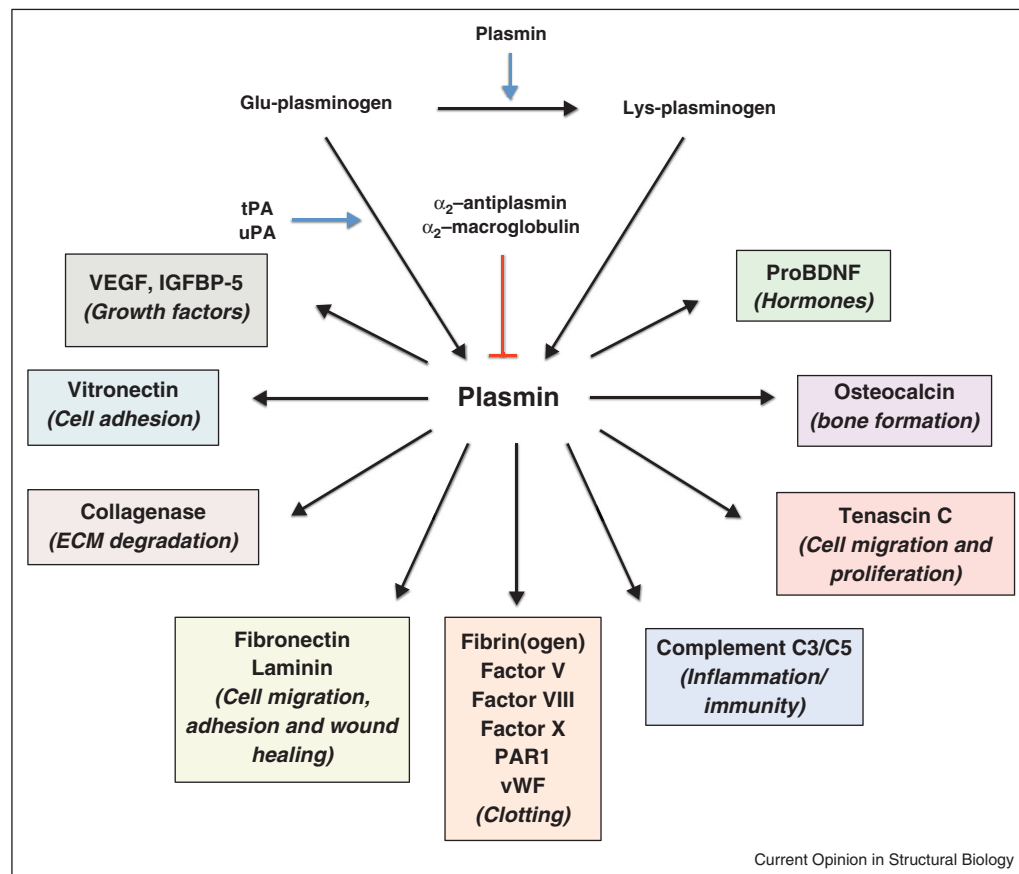 Plasmin
Glu-plasminogen
Lys-plasminogen
tPA
uPA
α2–antiplasmin
α2–macroglobulin
VEGF, IGFBP-5
(Growth factors)
ProBDNF
(Hormones)
Vitronectin
(Cell adhesion)
Plasmin
Osteocalcin
(bone formation)
Collagenase
(ECM degradation)
Tenascin C
(Cell migration and
proliferation)
Fibronectin
Laminin
(Cell migration,
adhesion and wound
healing)
Fibrin(ogen)
Factor V
Factor VIII
Factor X
PAR1
vWF
(Clotting)
Complement C3/C5
(Inflammation/
immunity)
Current Opinion in Structural Biology